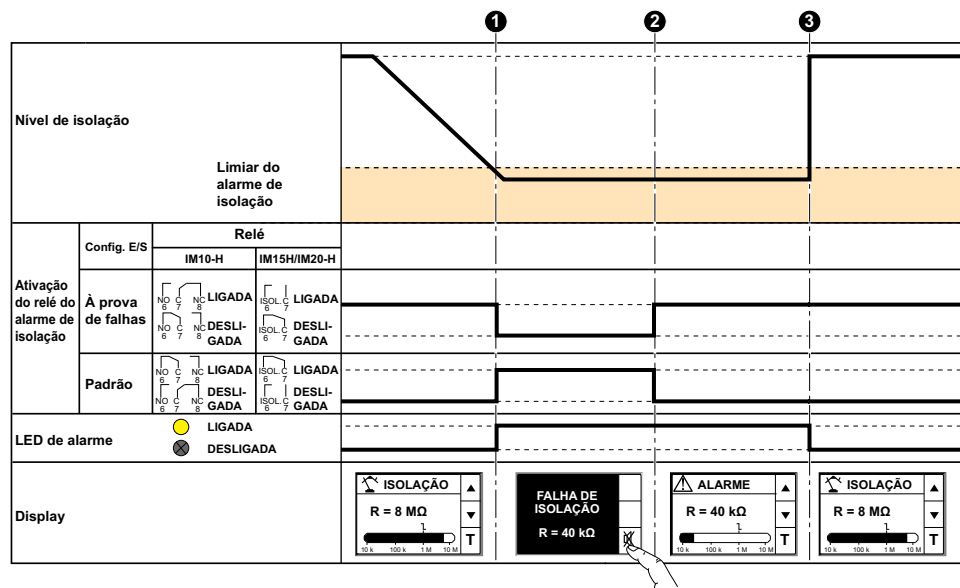 1 2 3
Nível de isolação
Limiar do
alarme de
isolação
Ativação
do relé do
alarme de
isolação
Config. E/S
Relé
IM10-H
IM15H/IM20-H
À prova
de falhas
NO C NC LIGADA
6 7 8
NO C NC DESLI-
6 7 8 GADA
ISOL. C LIGADA
6 7
ISOL. C DESLI-
6 7 GADA
Padrão
NO C NC LIGADA
6 7 8
NO C NC DESLI-
6 7 8 GADA
ISOL. C LIGADA
6 7
ISOL. C DESLI-
6 7 GADA
LED de alarme
LIGADA
DESLIGADA
Display
ISOLAÇÃO
R = 8 MΩ
10 k 100 k 1 M 10 M
T
FALHA DE
ISOLAÇÃO
R = 40 kΩ
ALARME
R = 40 kΩ
10 k 100 k 1 M 10 M
T
ISOLAÇÃO
R = 8 MΩ
10 k 100 k 1 M 10 M
T